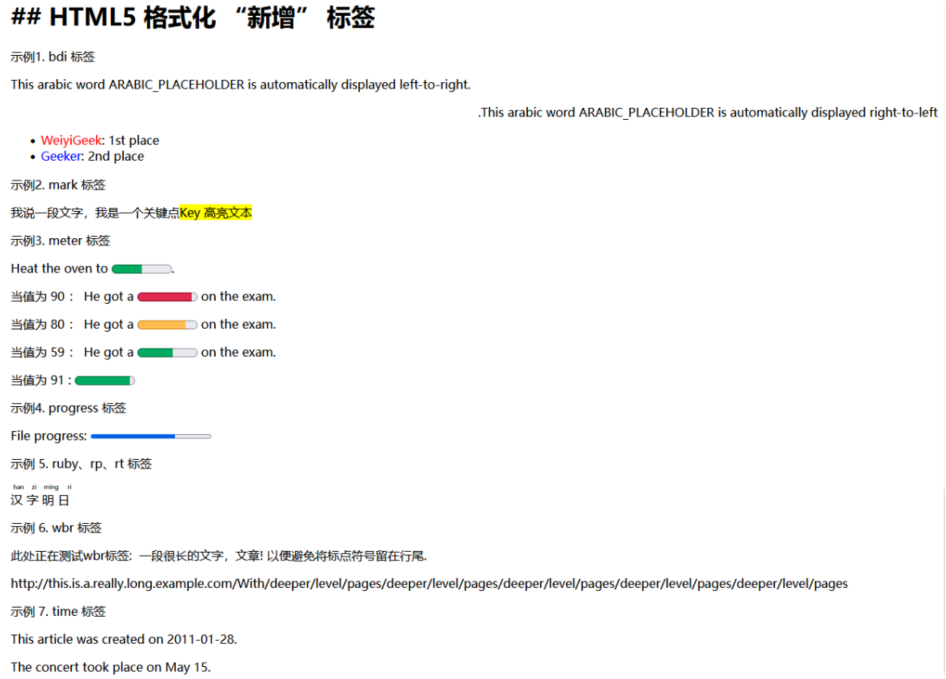 ## HTML5 格式化 “新增” 标签
示例1. bdi 标签
This arabic word ARABIC_PLACEHOLDER is automatically displayed left-to-right.
.This arabic word ARABIC_PLACEHOLDER is automatically displayed right-to-left
• WeiyiGeek: 1st place
• Geeker: 2nd place
示例2. mark 标签
我说一段文字，我是一个关键点Key 高亮文本
示例3. meter 标签
Heat the oven to .
当值为 90： He got a on the exam.
当值为 80： He got a on the exam.
当值为 59： He got a on the exam.
当值为 91 :
示例4. progress 标签
File progress:
示例 5. ruby、rp、rt 标签
han zi ming ri
汉 字 明 日
示例 6. wbr 标签
此处正在测试wbr标签: 一段很长的文字，文章! 以便避免将标点符号留在行尾.
http://this.is.a.really.long.example.com/With/deeper/level/pages/deeper/level/pages/deeper/level/pages/deeper/level/pages/deeper/level/pages
示例 7. time 标签
This article was created on 2011-01-28.
The concert took place on May 15.